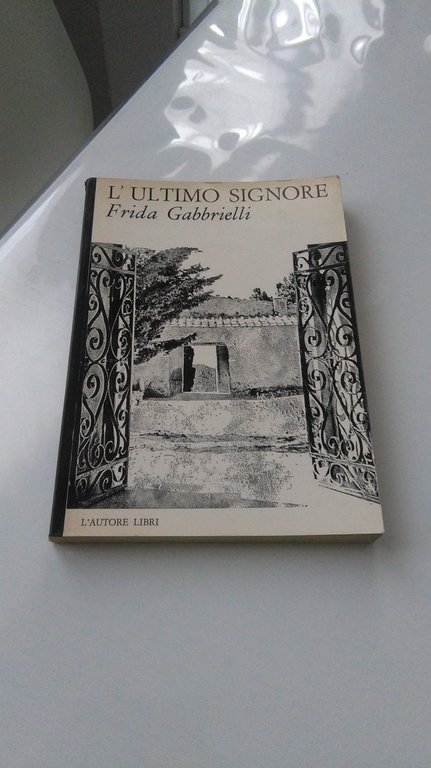 L'ULTIMO SIGNORE
Frida Gabbrielli
L'AUTORE LIBRI